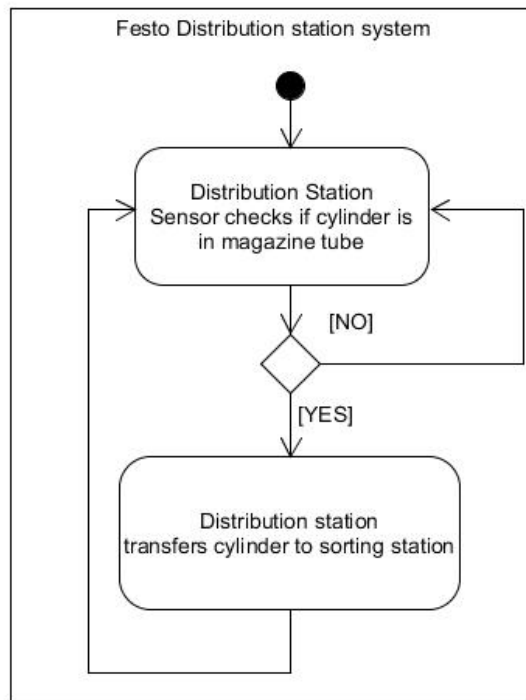 Festo Distribution station system
Distribution Station
Sensor checks if cylinder is
in magazine tube
[NO]
[YES]
Distribution station
transfers cylinder to sorting station